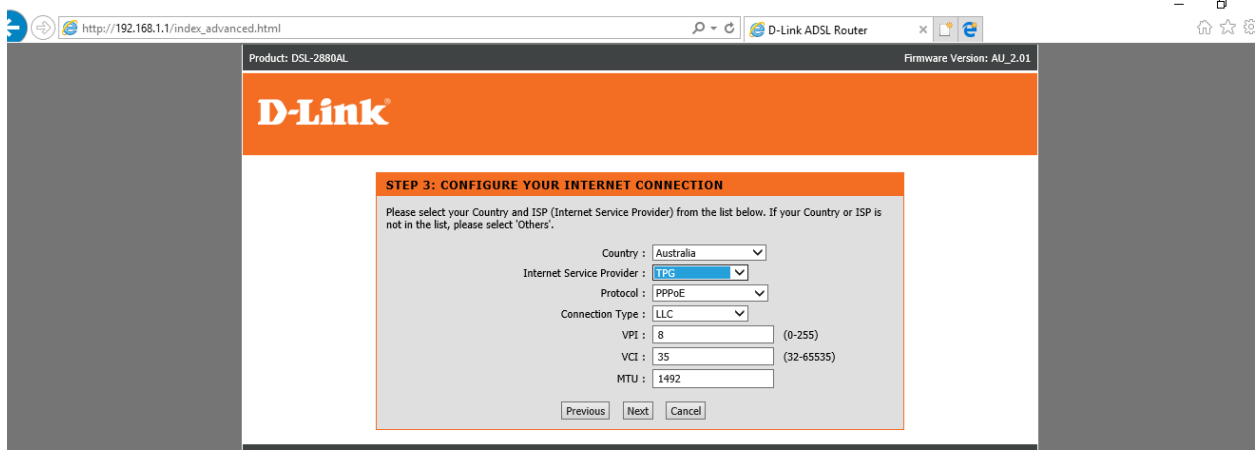 http://192.168.1.1/index_advanced.html
D-Link ADSL Router
Product: DSL-2880AL
Firmware Version: AU_2.01
D-Link®
STEP 3: CONFIGURE YOUR INTERNET CONNECTION
Please select your Country and ISP (Internet Service Provider) from the list below. If your Country or ISP is
not in the list, please select 'Others'.
Country : Australia
Internet Service Provider : TPG
Protocol : PPPoE
Connection Type : LLC
VPI : 8 (0-255)
VCI : 35 (32-65535)
MTU : 1492
Previous Next Cancel